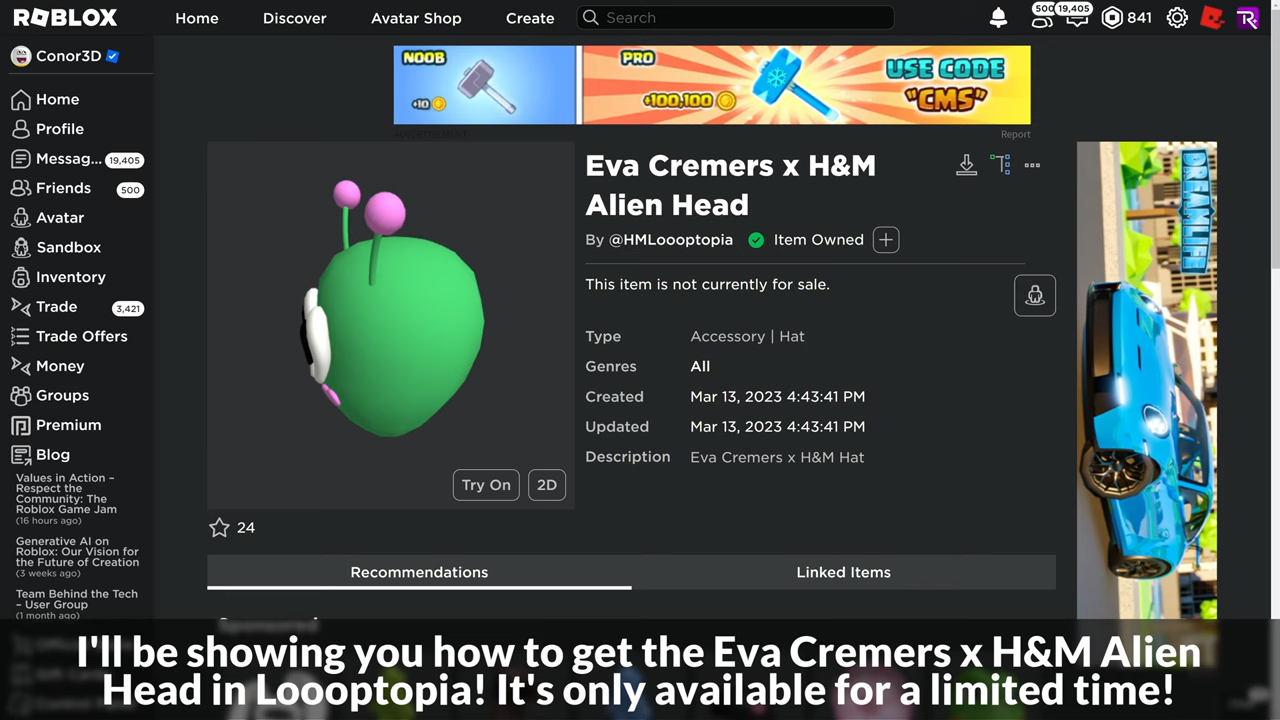 ROBLOX
Home
Discover
Avatar Shop
Create
Search
500
19,405
841
Conor3D
Home
Profile
Messag... 19,405
Friends 500
Avatar
Sandbox
Inventory
Trade 3,421
Trade Offers
Money
Groups
Premium
Blog
Values in Action –
Respect the
Community: The
Roblox Game Jam
(16 hours ago)
Generative AI on
Roblox: Our Vision for
the Future of Creation
(3 weeks ago)
Team Behind the Tech
– User Group
(1 month ago)
NOOB
+10
PRO
+100,100
USE CODE
"CMS"
ADVERTISEMENT
Report
Eva Cremers x H&M
Alien Head
By @HMLoooptopia Item Owned
This item is not currently for sale.
Type Accessory | Hat
Genres All
Created Mar 13, 2023 4:43:41 PM
Updated Mar 13, 2023 4:43:41 PM
Description Eva Cremers x H&M Hat
Try On
2D
24
Recommendations
Linked Items
Sponsored
DREAMLIFE
I'll be showing you how to get the Eva Cremers x H&M Alien
Head in Loooptopia! It's only available for a limited time!